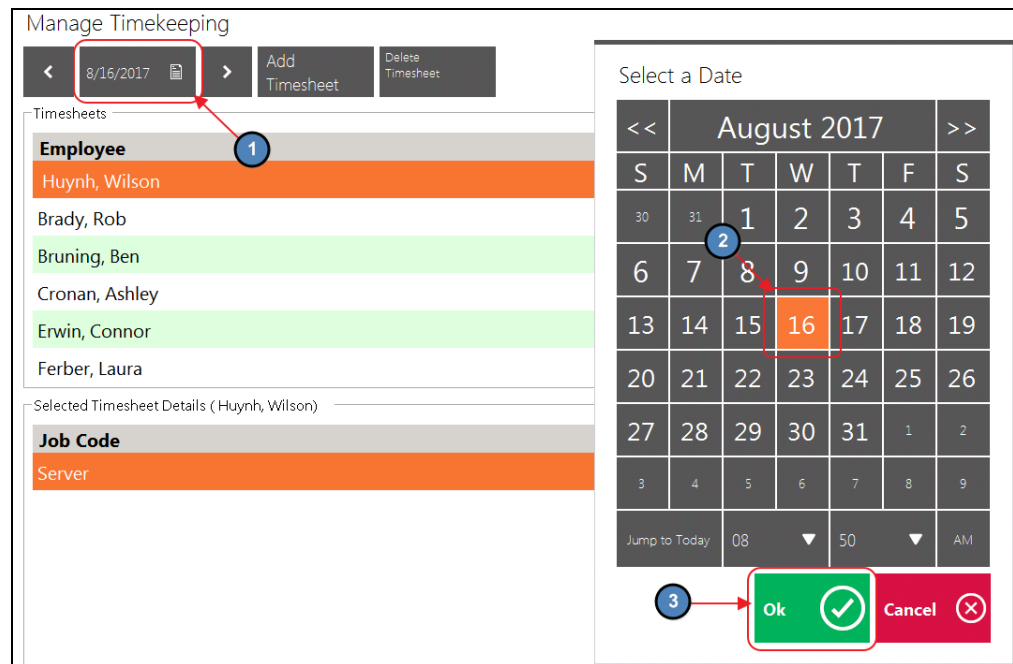 Manage Timekeeping
< 8/16/2017 > Add Timesheet Delete Timesheet
Timesheets
1
Employee
Huynh, Wilson
Brady, Rob
Bruning, Ben
Cronan, Ashley
Erwin, Connor
Ferber, Laura
Selected Timesheet Details ( Huynh, Wilson)
Job Code
Server
Select a Date
<< August 2017 >>
S M T W T F S
30 31 1 2 3 4 5
2
6 7 8 9 10 11 12
13 14 15 16 17 18 19
20 21 22 23 24 25 26
27 28 29 30 31 1 2
3 4 5 6 7 8 9
Jump to Today 08 50 AM
3
Ok Cancel